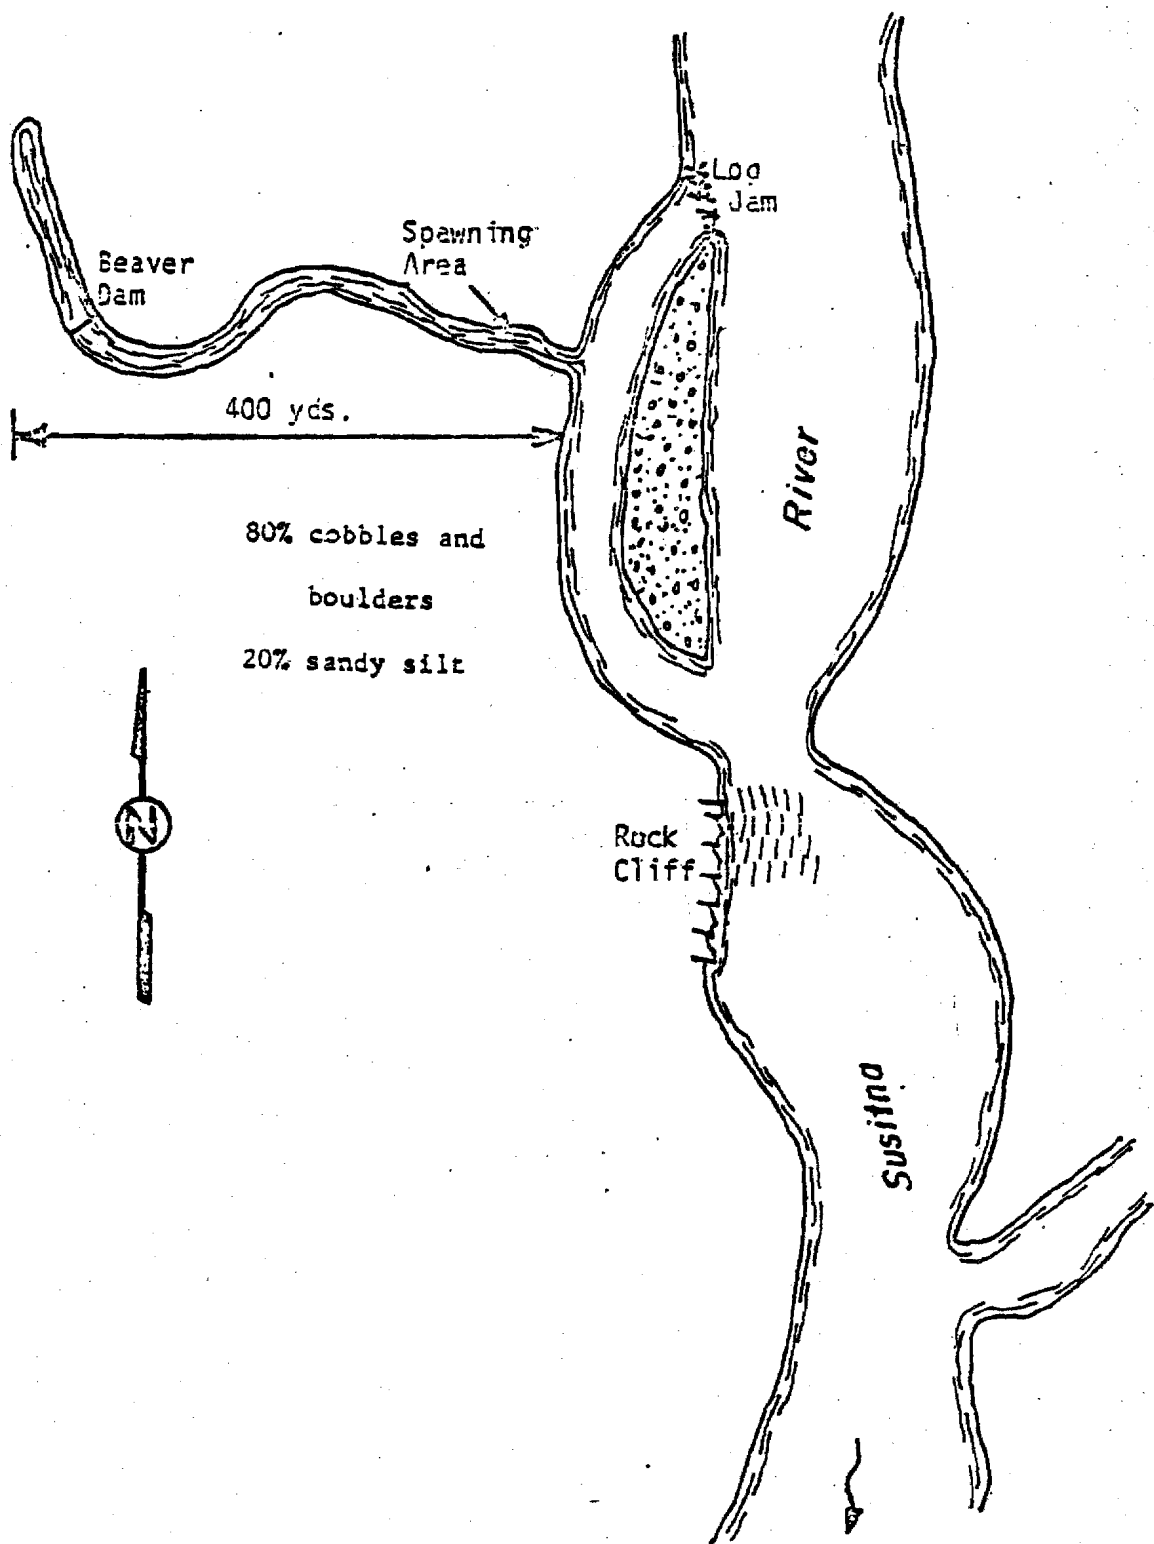 Log
Jam
Spawning
Area
Beaver
Dam
400 yds.
River
80% cobbles and
boulders
20% sandy silt
N
Rock
Cliff
Susitna